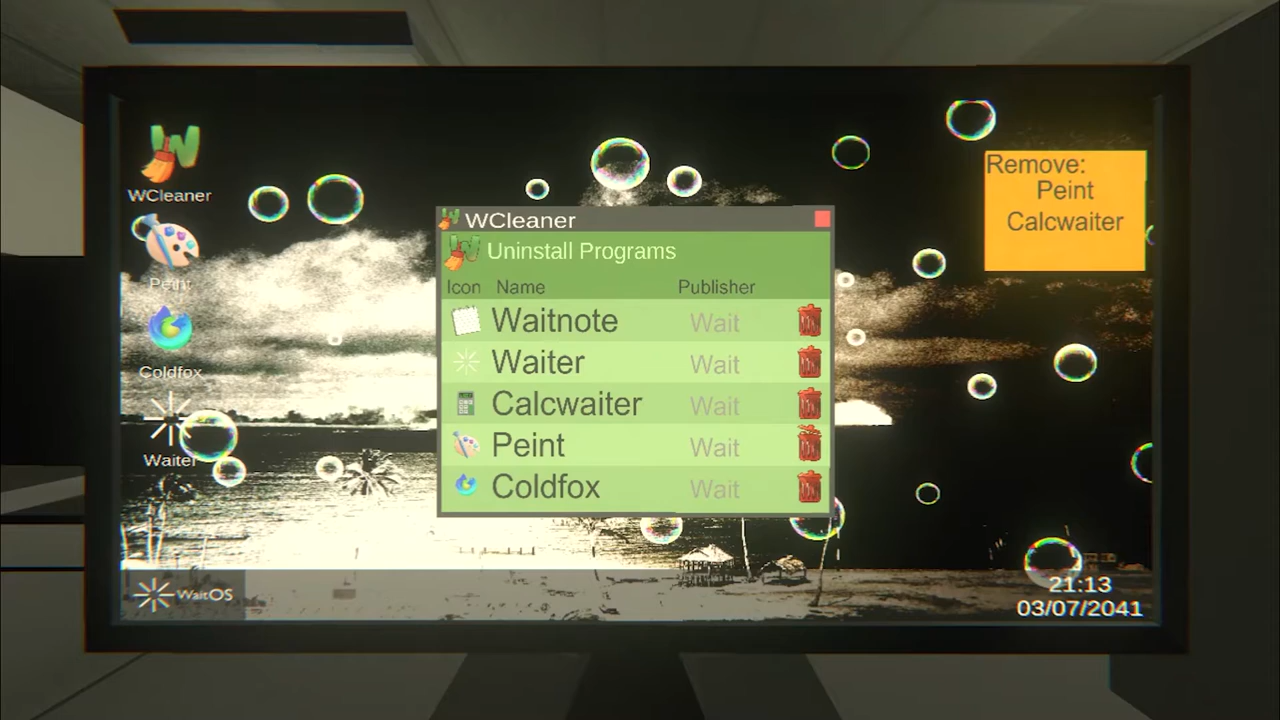 WCleaner
Peint
Coldfox
Waiter
WCleaner
Uninstall Programs
Icon Name Publisher
Waitnote Wait
Waiter Wait
Calcwaiter Wait
Peint Wait
Coldfox Wait
Remove:
Peint
Calcwaiter
WaitOS
21:13
03/07/2041